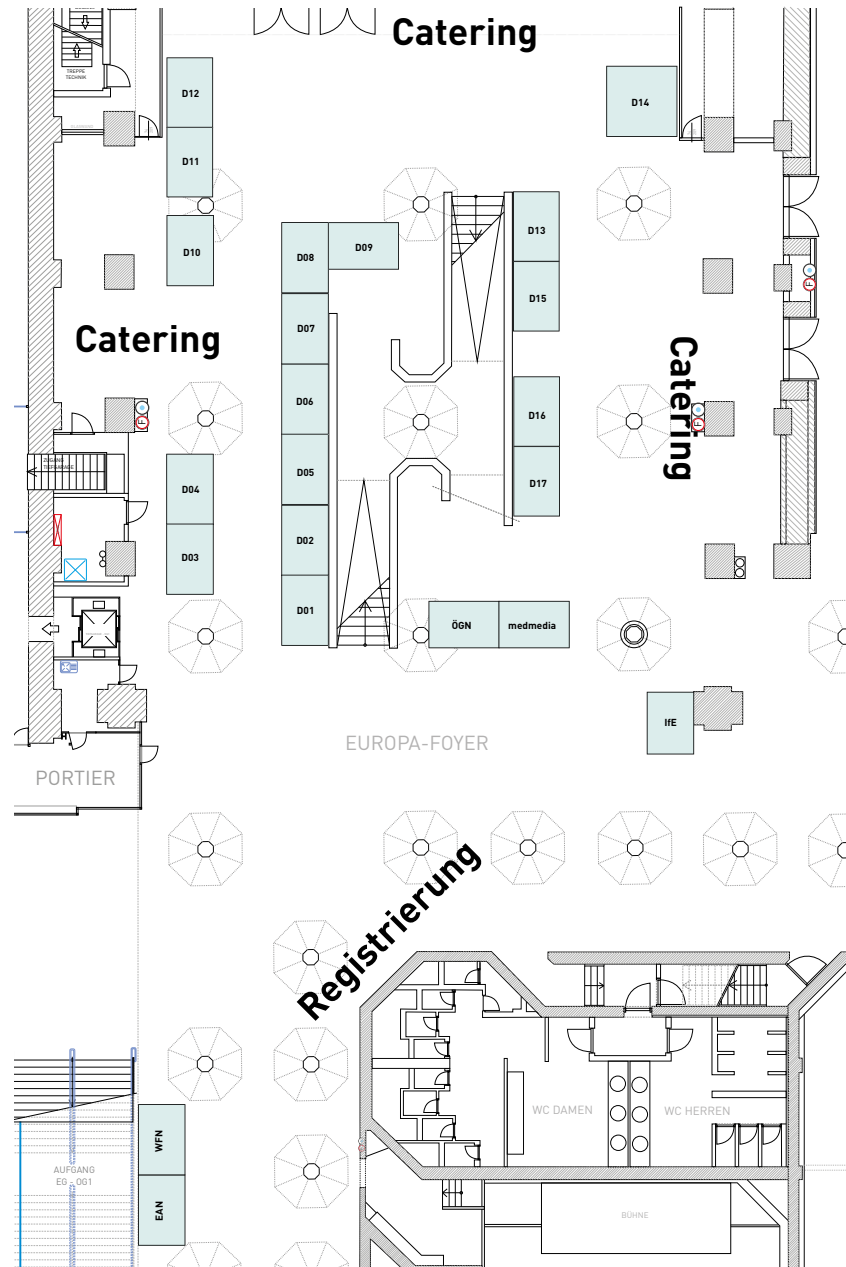 Catering
TREPPE
TECHNIK
D12
D14
D11
D13
D10
D09
D08
D15
D07
Catering
Catering
D06
D16
F
F
F
D05
D17
ZUGANG
TIEFGARAGE
D04
D02
D03
D01
ÖGN
medmedia
IfE
EUROPA-FOYER
PORTIER
Registrierung
WC DAMEN
WC HERREN
WFN
AUFGANG
EG - OG1
EAN
BÜHNE